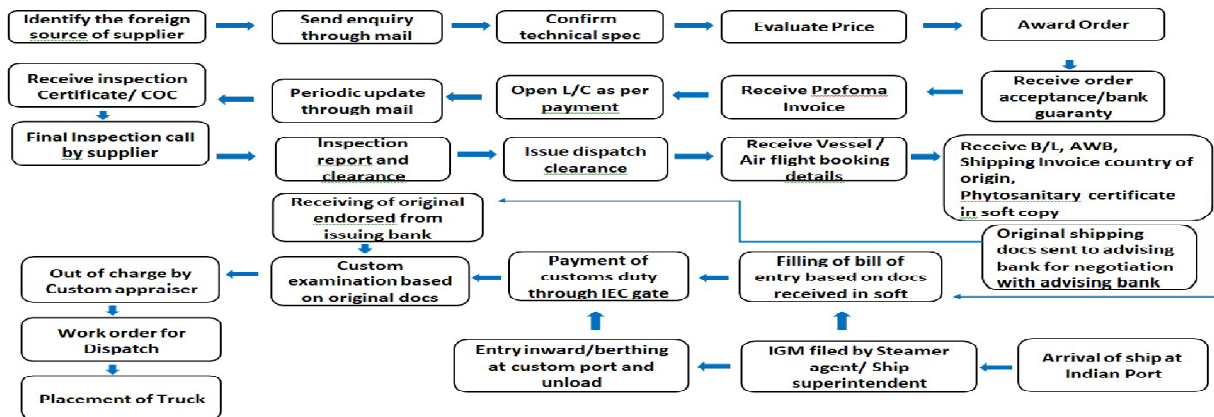 Identify the foreign
source of supplier
Send enquiry
through mail
Confirm
technical spec
Evaluate Price
Award Order
Receive inspection
Certificate/ COC
Periodic update
through mail
Open L/C as per
payment
Receive Profoma
Invoice
Receive order
acceptance/bank
guaranty
Final Inspection call
by supplier
Inspection
report and
clearance
Issue dispatch
clearance
Receive Vessel /
Air flight booking
details
Receive B/L, AWB,
Shipping Invoice country of
origin,
Phytosanitary certificate
in soft copy
Receiving of original
endorsed from
issuing bank
Original shipping
docs sent to advising
bank for negotiation
with advising bank
Out of charge by
Custom appraiser
Custom
examination based
on original docs
Payment of
customs duty
through IEC gate
Filling of bill of
entry based on docs
received in soft
Work order for
Dispatch
Entry inward/berthing
at custom port and
unload
IGM filed by Steamer
agent/ Ship
superintendent
Arrival of ship at
Indian Port
Placement of Truck